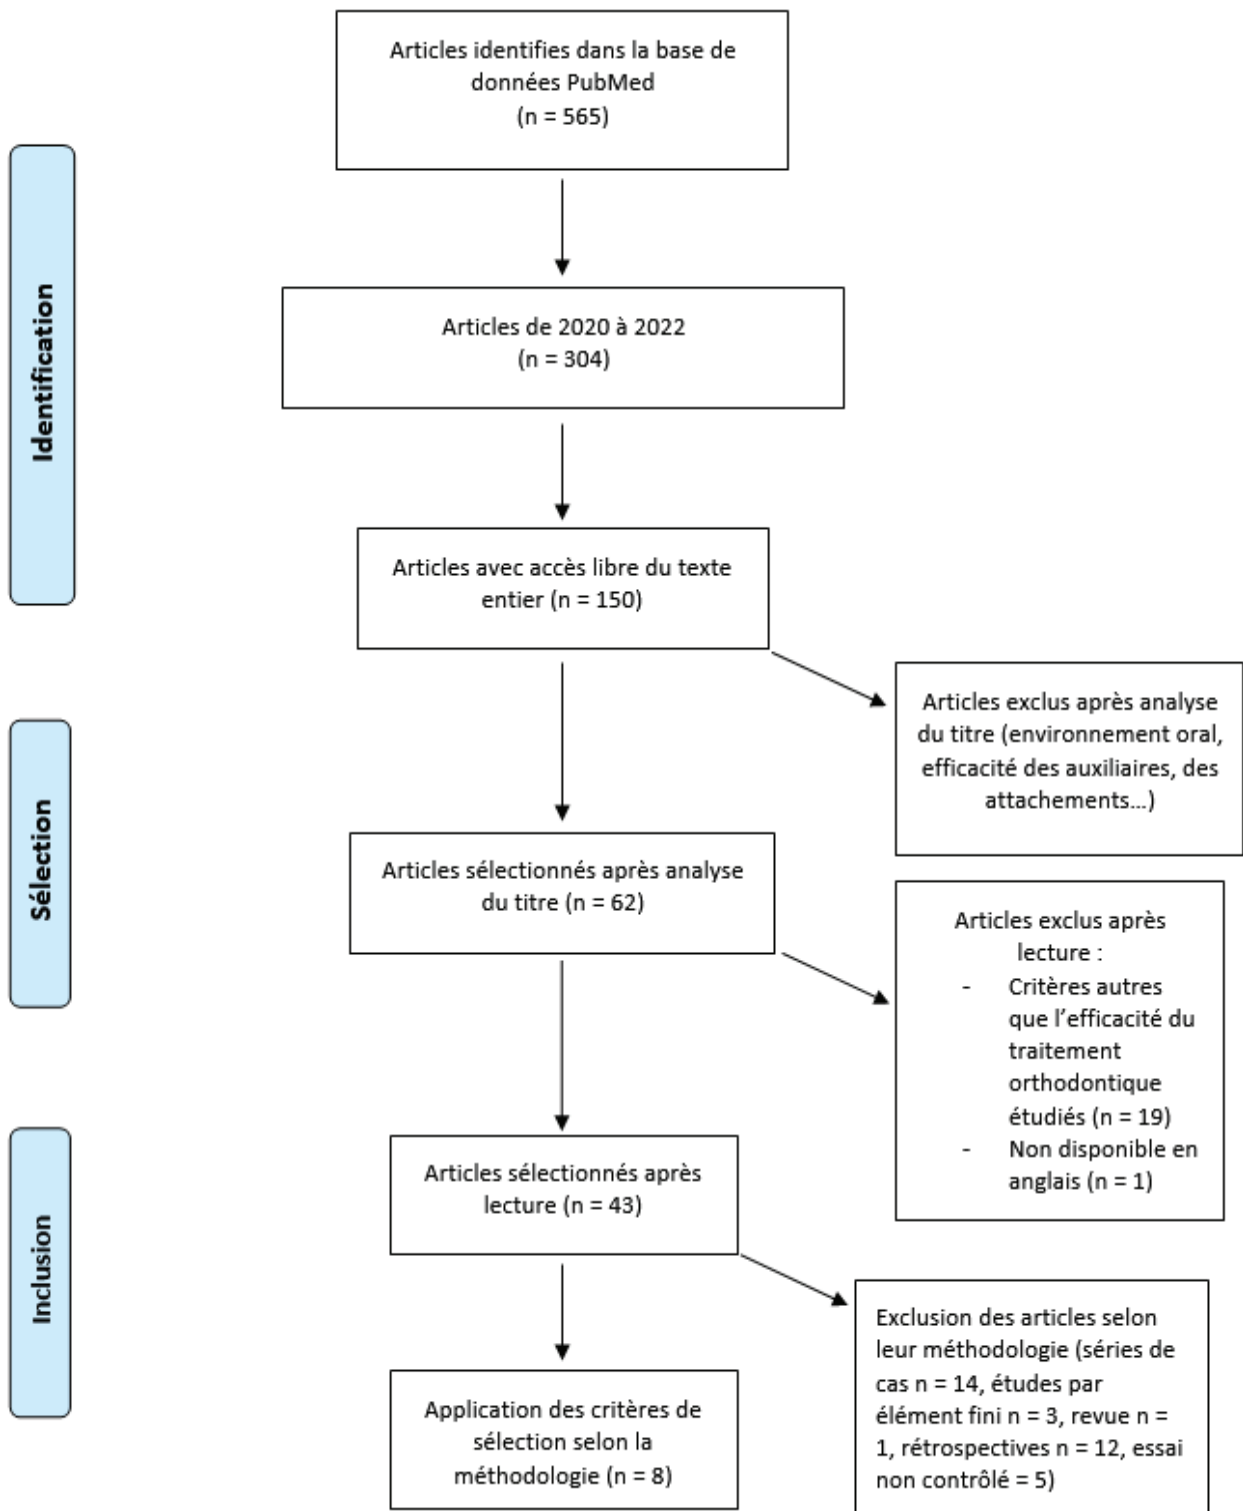 Articles identifies dans la base de
données PubMed
(n = 565)
Identification
Articles de 2020 à 2022
(n = 304)
Articles avec accès libre du texte
entier (n = 150)
Articles exclus après analyse
du titre (environnement oral,
efficacité des auxiliaires, des
attachements...)
Sélection
Articles sélectionnés après analyse
du titre (n = 62)
Articles exclus après
lecture :
- Critères autres
que l'efficacité du
traitement
orthodontique
étudiés (n = 19)
- Non disponible en
anglais (n = 1)
Inclusion
Articles sélectionnés après
lecture (n = 43)
Exclusion des articles selon
leur méthodologie (séries de
cas n = 14, études par
élément fini n = 3, revue n =
1, rétrospectives n = 12, essai
non contrôlé = 5)
Application des critères de
sélection selon la
méthodologie (n = 8)